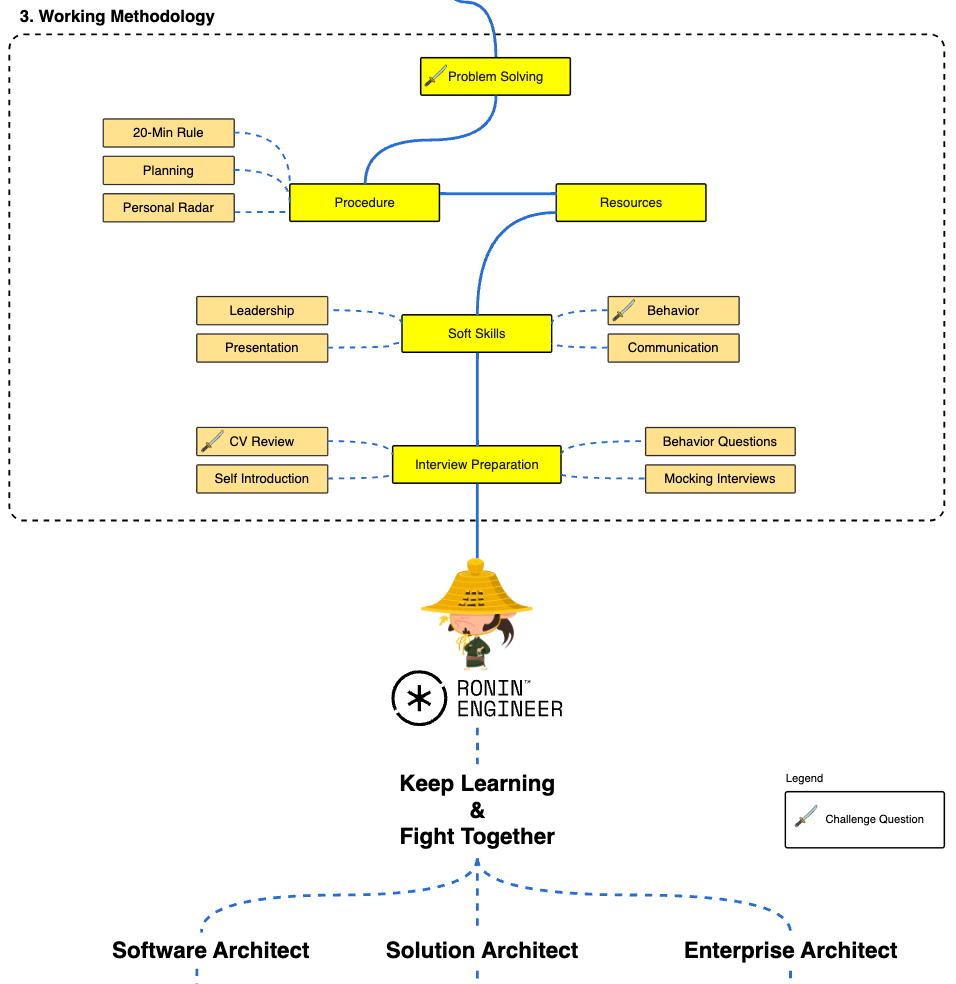 3. Working Methodology
Problem Solving
20-Min Rule
Planning
Personal Radar
Procedure
Resources
Leadership
Presentation
Soft Skills
Behavior
Communication
CV Review
Self Introduction
Interview Preparation
Behavior Questions
Mocking Interviews
RONIN™
ENGINEER
Keep Learning
&
Fight Together
Legend
Challenge Question
Software Architect
Solution Architect
Enterprise Architect